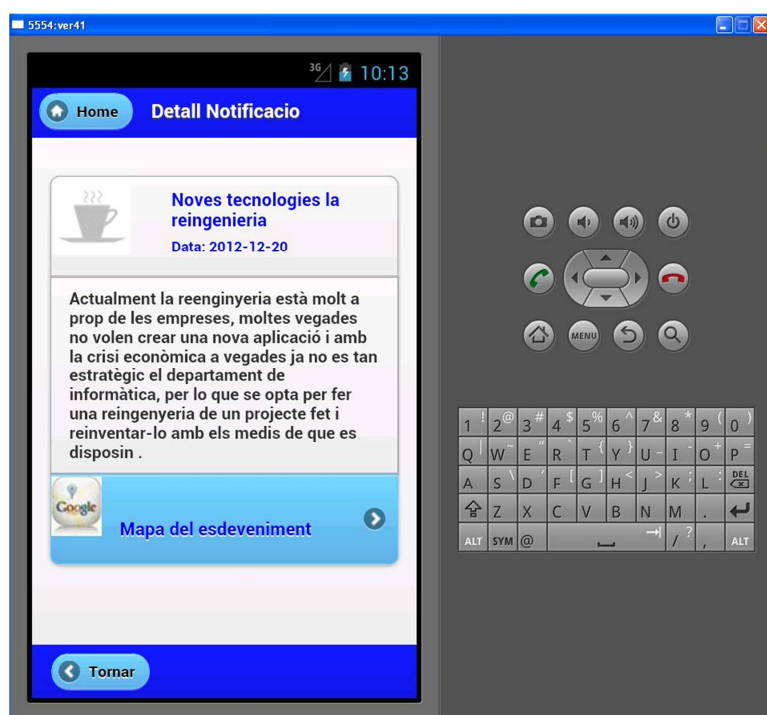 5554:ver41
3G 10:13
Home Detall Notificacio
Noves tecnologies la
reingenieria
Data: 2012-12-20
Actualment la reenginyeria està molt a
prop de les empreses, moltes vegades
no volen crear una nova aplicació i amb
la crisi econòmica a vegades ja no es tan
estratègic el departament de
informàtica, per lo que se opta per fer
una reingenyeria de un projecte fet i
reinventar-lo amb els medis de que es
disposin .
Google
Mapa del esdeveniment
Tornar
MENU
1 ! 2 @ 3 # 4 $ 5 % 6 ^ 7 & 8 * 9 ( 0 )
Q | W ~ E " R ` T { Y } U _ I - O + P =
A S \ D ' F [ G ] H < J > K ; L : DEL
Z X C V B N M .
ALT SYM @ / ? , ALT